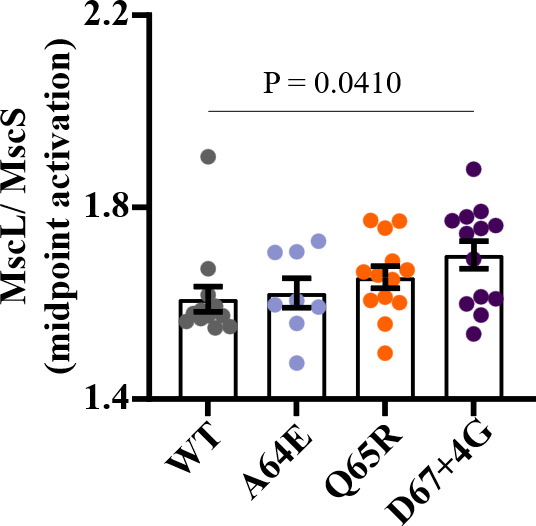 MscL/ MscS
(midpoint activation)
2.2
1.8
1.4
P = 0.0410
WT
A64E
Q65R
D67+4G